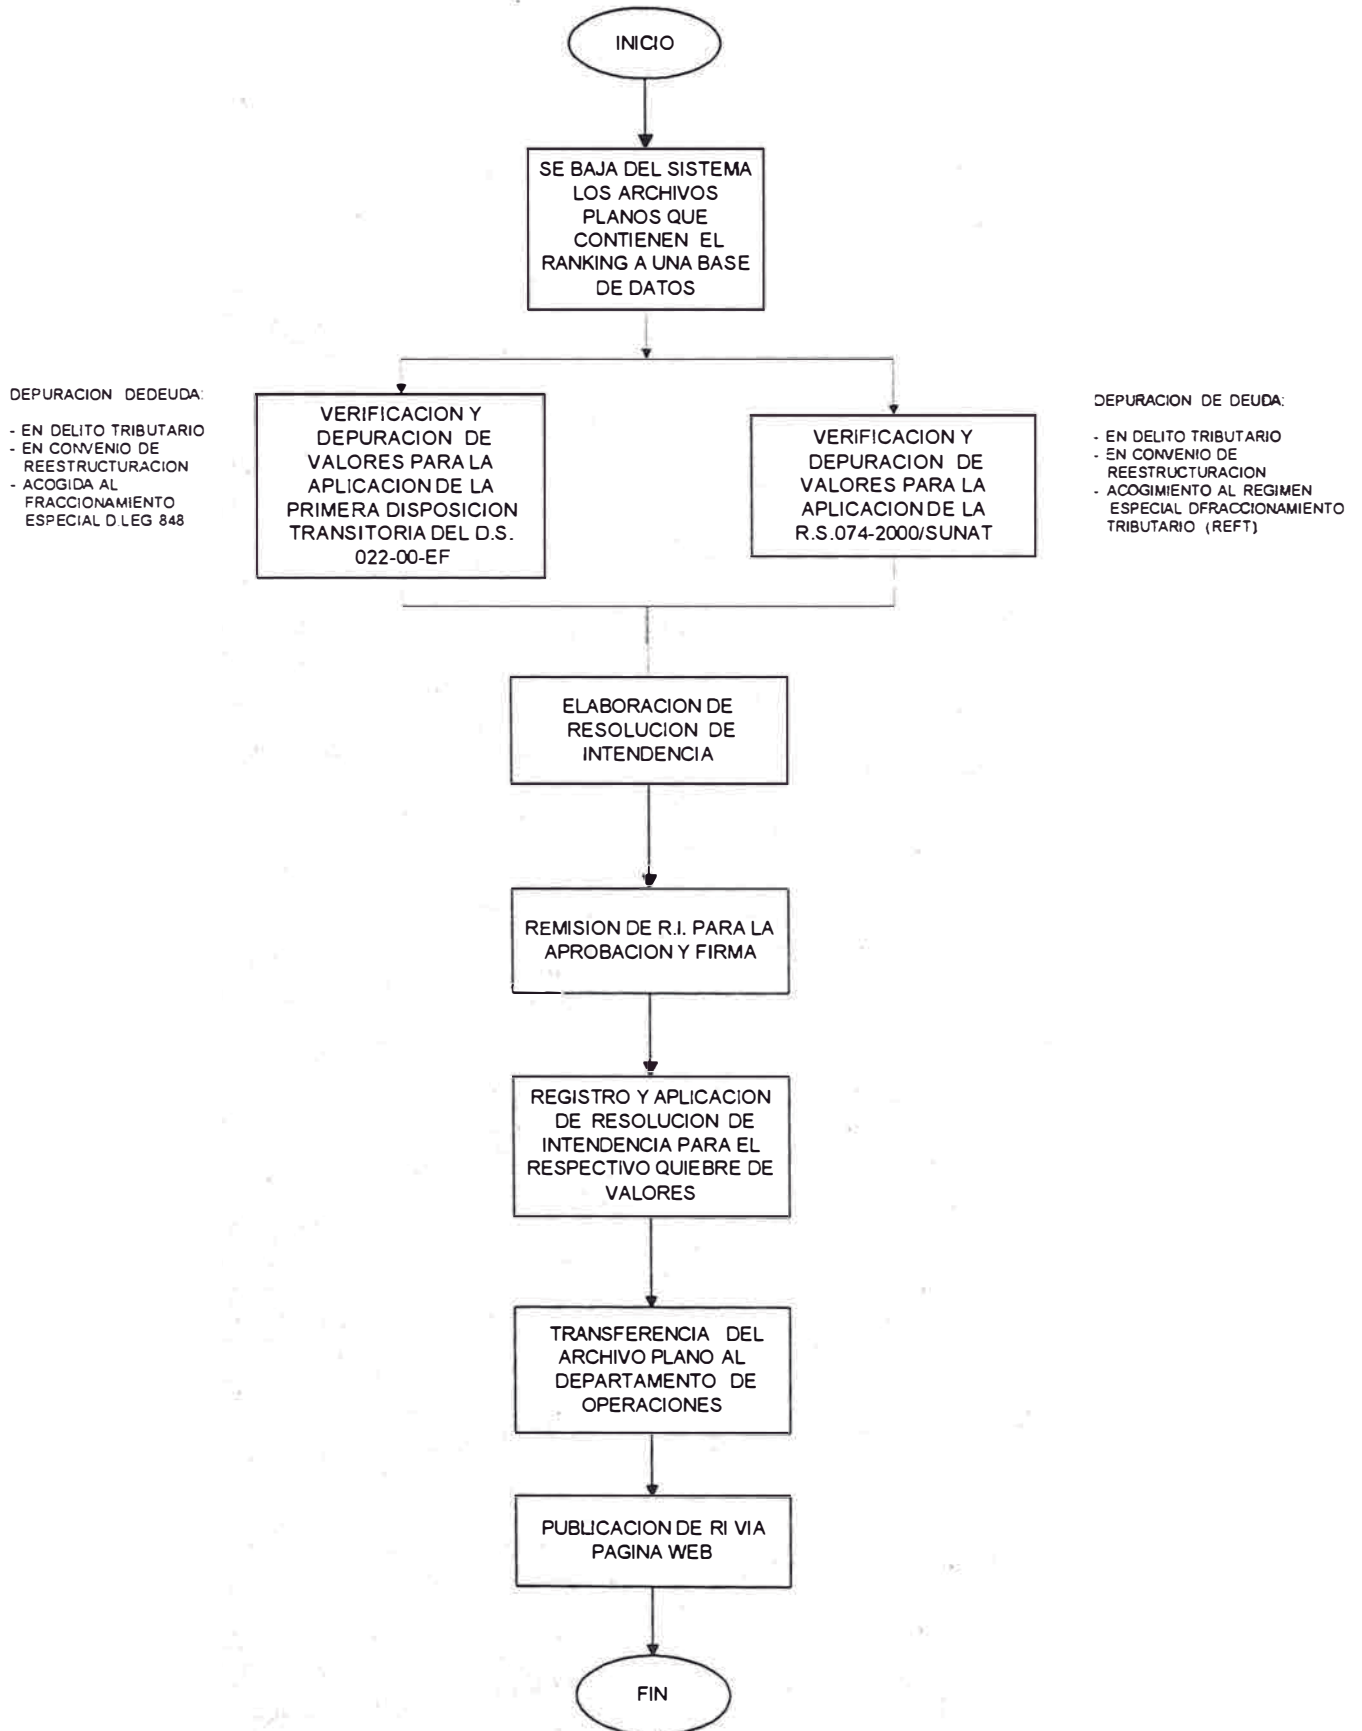 INICIO
SE BAJA DEL SISTEMA
LOS ARCHIVOS
PLANOS QUE
CONTIENEN EL
RANKING A UNA BASE
DE DATOS
DEPURACION DEDEUDA:
- EN DELITO TRIBUTARIO
- EN CONVENIO DE
REESTRUCTURACION
- ACOGIDA AL
FRACCIONAMIENTO
ESPECIAL D.LEG 848
VERIFICACION Y
DEPURACION DE
VALORES PARA LA
APLICACION DE LA
PRIMERA DISPOSICION
TRANSITORIA DEL D.S.
022-00-EF
VERIFICACION Y
DEPURACION DE
VALORES PARA LA
APLICACION DE LA
R.S.074-2000/SUNAT
DEPURACION DE DEUDA:
- EN DELITO TRIBUTARIO
- EN CONVENIO DE
REESTRUCTURACION
- ACOGIMIENTO AL REGIMEN
ESPECIAL DFRACCIONAMIENTO
TRIBUTARIO (REFT)
ELABORACION DE
RESOLUCION DE
INTENDENCIA
REMISION DE R.I. PARA LA
APROBACION Y FIRMA
REGISTRO Y APLICACION
DE RESOLUCION DE
INTENDENCIA PARA EL
RESPECTIVO QUIEBRE DE
VALORES
TRANSFERENCIA DEL
ARCHIVO PLANO AL
DEPARTAMENTO DE
OPERACIONES
PUBLICACION DE RI VIA
PAGINA WEB
FIN